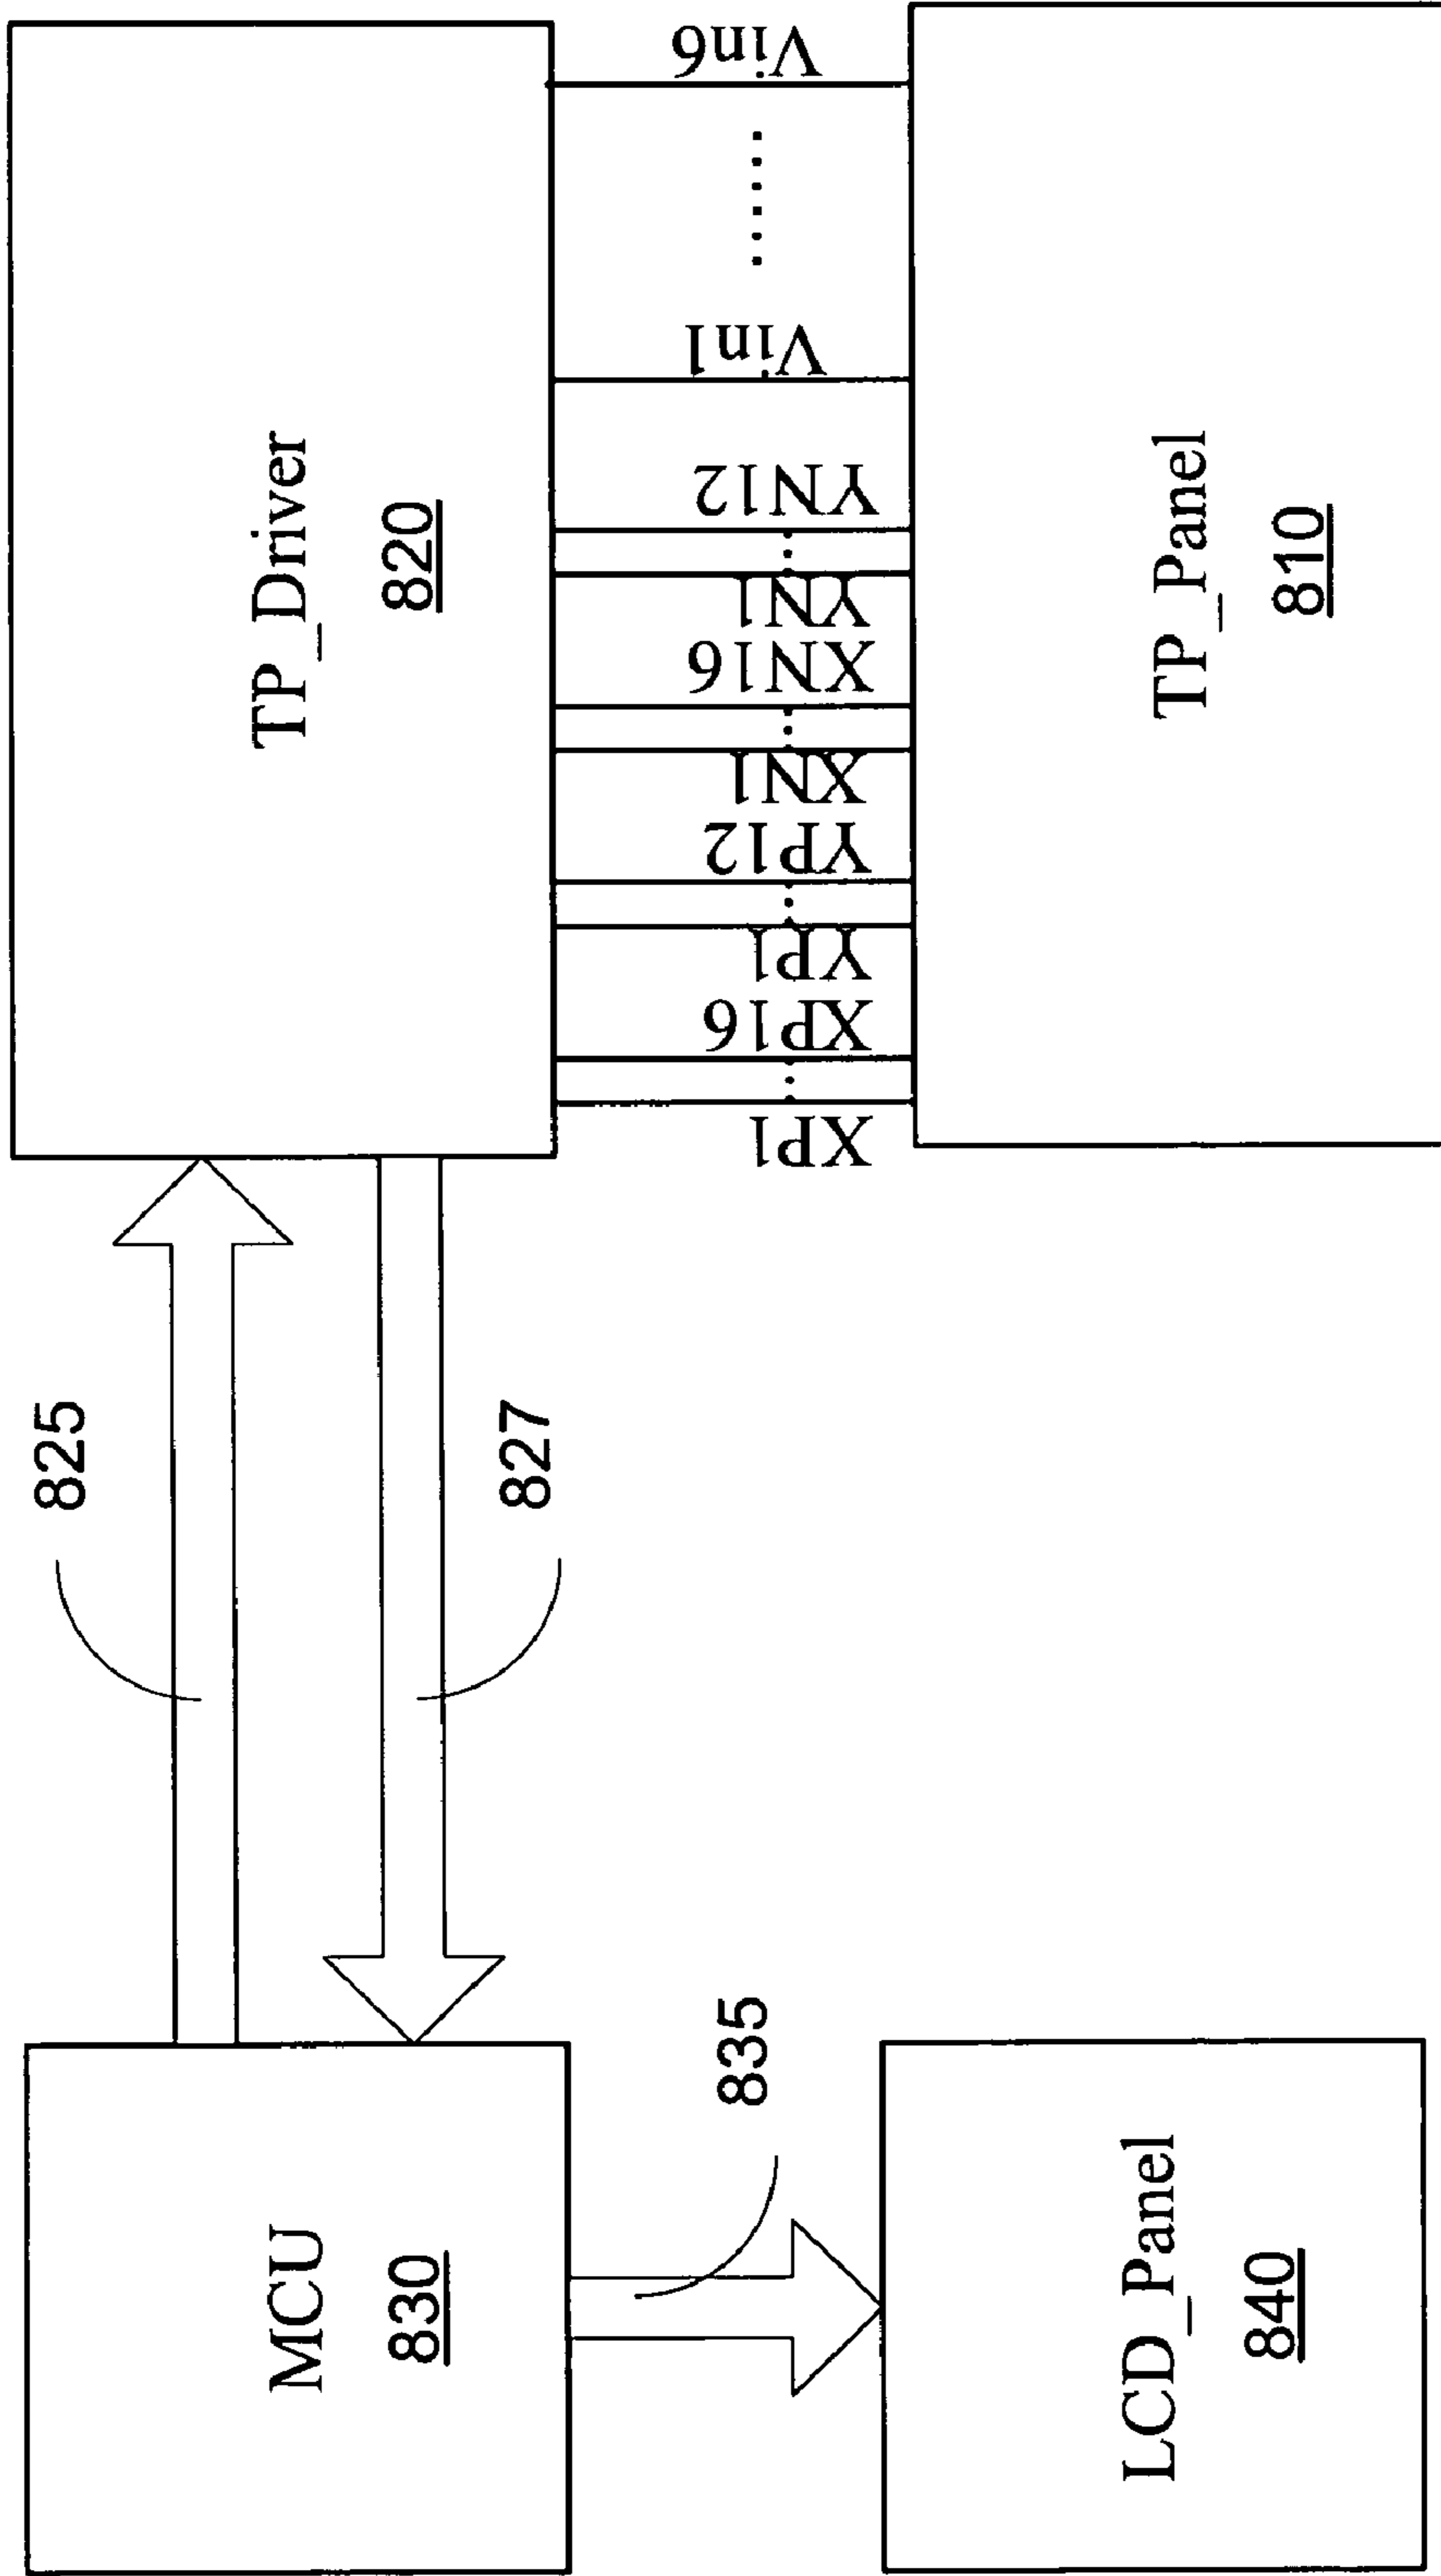 TP_Driver
820
Vin6
......
Vin1
YN12
...
YN1
XN16
...
XN1
YP12
...
YP1
XP16
...
XP1
TP_Panel
810
825
827
MCU
830
835
LCD_Panel
840